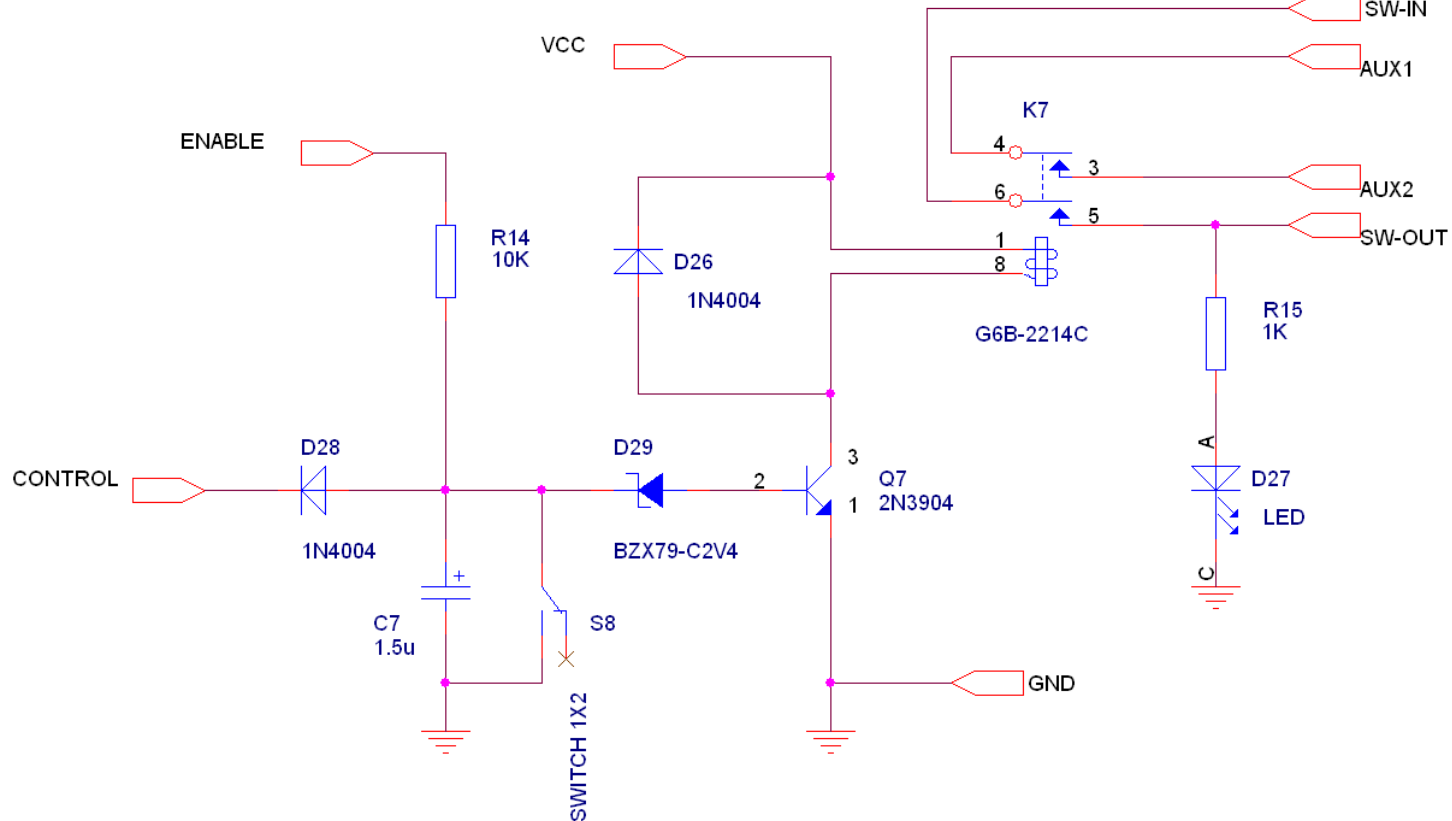 SW-IN
VCC
AUX1
K7
ENABLE
4
3
6
AUX2
5
SW-OUT
R14
10K
1
8
D26
1N4004
G6B-2214C
R15
1K
A
D28
D29
3
CONTROL
2
Q7
2N3904
1
D27
LED
1N4004
BZX79-C2V4
C
+
C7
1.5u
S8
GND
SWITCH 1X2